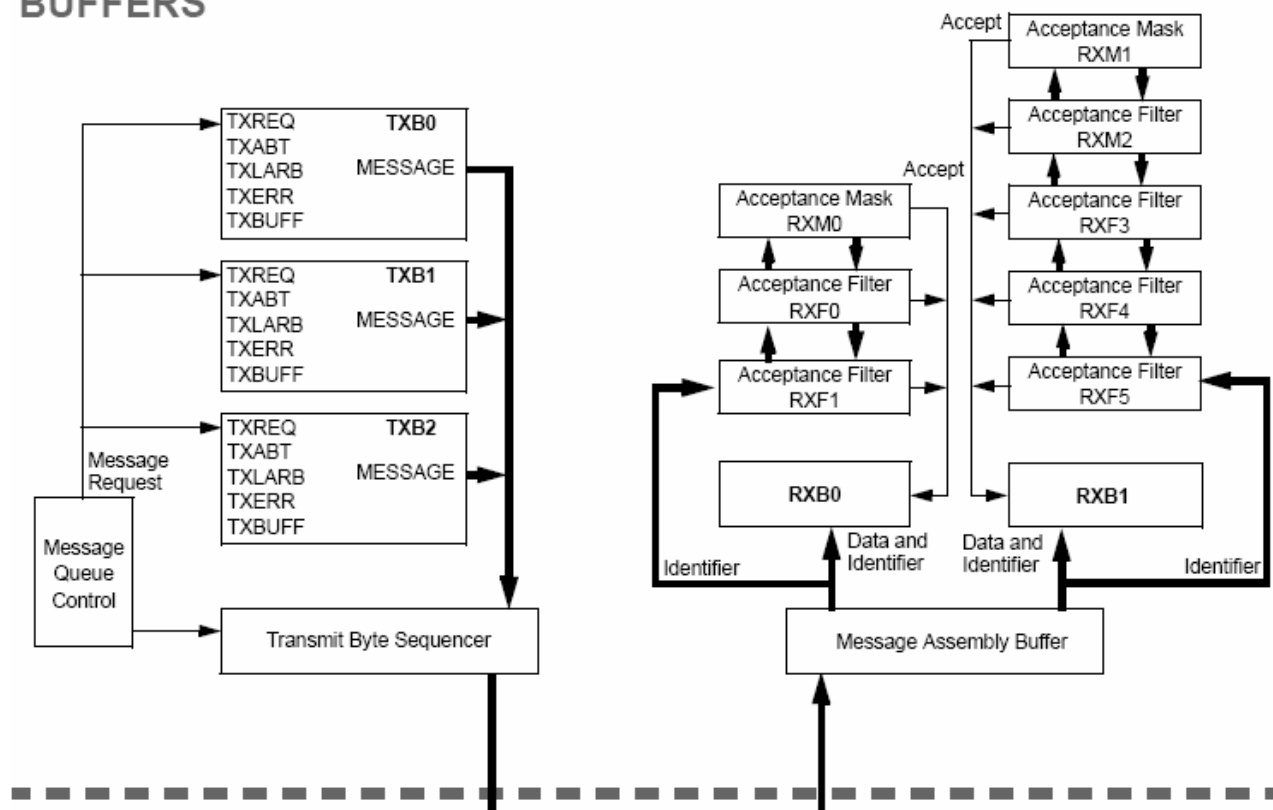 BUFFERS
TXREQ TXB0
TXABT
TXLARB MESSAGE
TXERR
TXBUFF
TXREQ TXB1
TXABT
TXLARB MESSAGE
TXERR
TXBUFF
TXREQ TXB2
TXABT
TXLARB MESSAGE
TXERR
TXBUFF
Message
Request
Message
Queue
Control
Transmit Byte Sequencer
Accept
Acceptance Mask
RXM1
Acceptance Filter
RXM2
Accept
Acceptance Mask
RXM0
Acceptance Filter
RXF3
Acceptance Filter
RXF0
Acceptance Filter
RXF4
Acceptance Filter
RXF1
Acceptance Filter
RXF5
RXB0
RXB1
Identifier
Data and
Identifier
Data and
Identifier
Identifier
Message Assembly Buffer